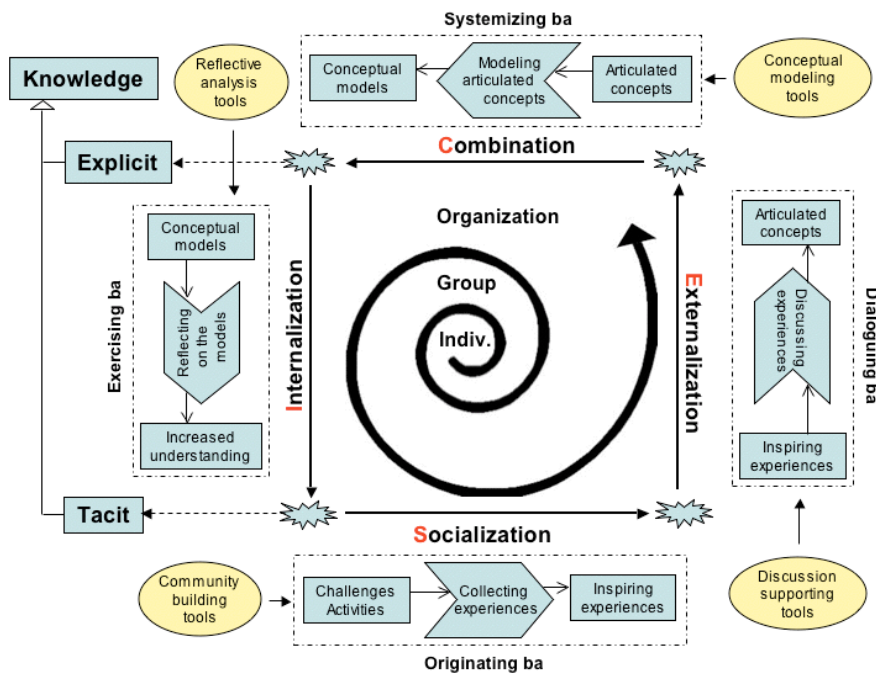 Systemizing ba
Knowledge
Reflective
analysis
tools
Conceptual
models
Modeling
articulated
concepts
Articulated
concepts
Conceptual
modeling
tools
Explicit
Combination
Conceptual
models
Reflecting
on the
models
Increased
understanding
Exercising ba
Internalization
Organization
Group
Indiv.
Externalization
Articulated
concepts
Discussing
experiences
Inspiring
experiences
Dialogung ba
Tacit
Socialization
Community
building
tools
Challenges
Activities
Collecting
experiences
Inspiring
experiences
Discussion
supporting
tools
Originating ba